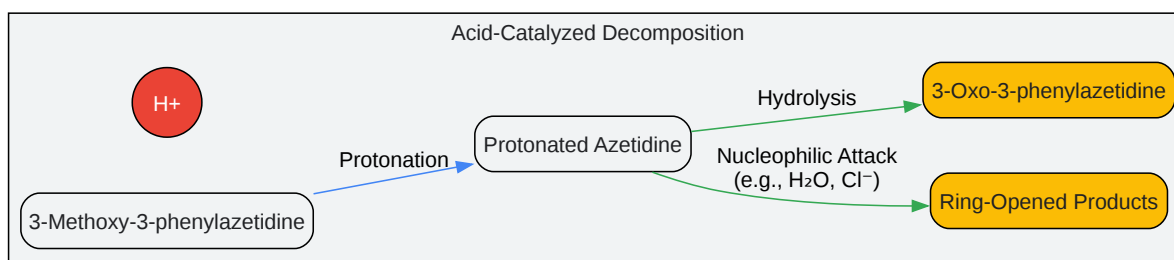 Acid-Catalyzed Decomposition
H+
3-Methoxy-3-phenylazetidine
Protonation
Protonated Azetidine
Hydrolysis
3-Oxo-3-phenylazetidine
Nucleophilic Attack
(e.g., H₂O, Cl⁻)
Ring-Opened Products